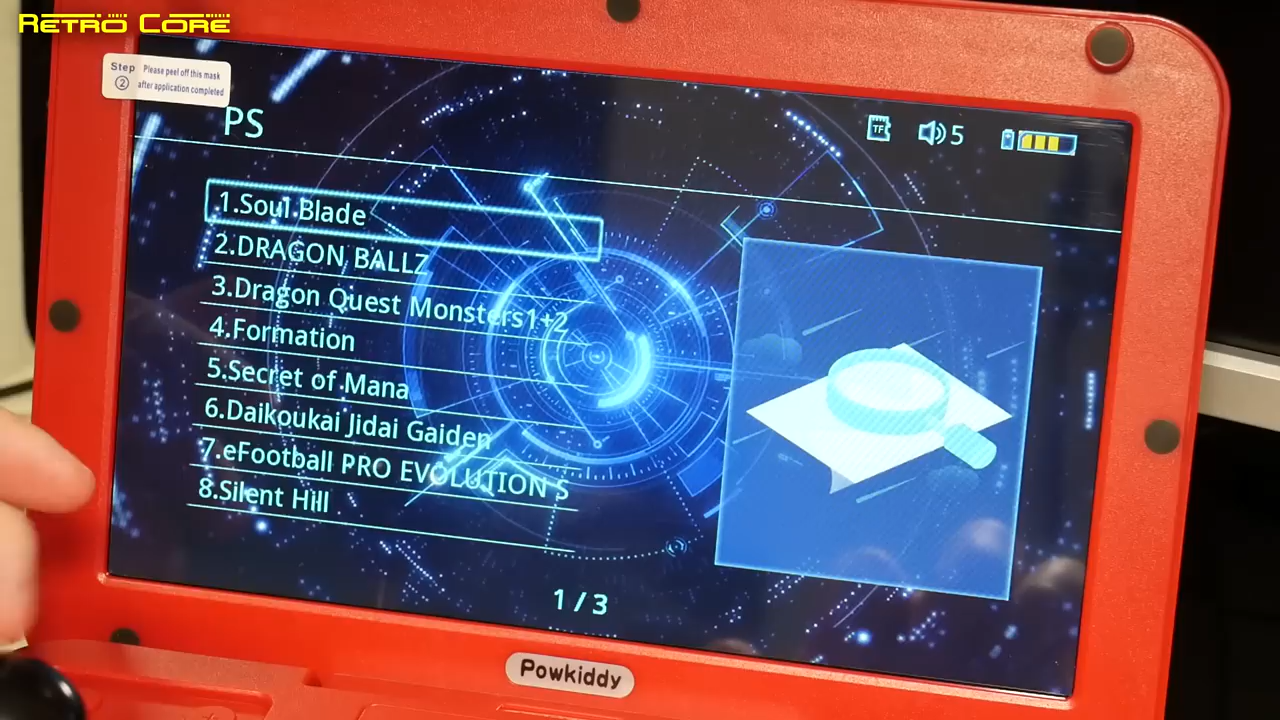 RETRO CORE
Step
2
Please peel off this mask
after application completed
PS
TF
5
1.Soul Blade
2.DRAGON BALLZ
3.Dragon Quest Monsters1+2
4.Formation
5.Secret of Mana
6.Daikoukai Jidai Gaiden
7.eFootball PRO EVOLUTION S
8.Silent Hill
1/3
Powkiddy